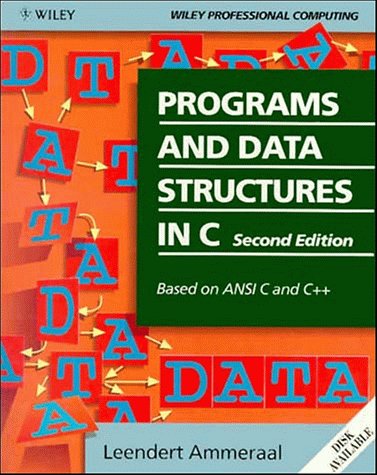 WILEY
WILEY PROFESSIONAL COMPUTING
PROGRAMS
AND DATA
STRUCTURES
IN C Second Edition
Based on ANSI C and C++
D A T A
A
T
A
D A T A
D A T A
DATA
Leendert Ammeraal
DISK
AVAILABLE